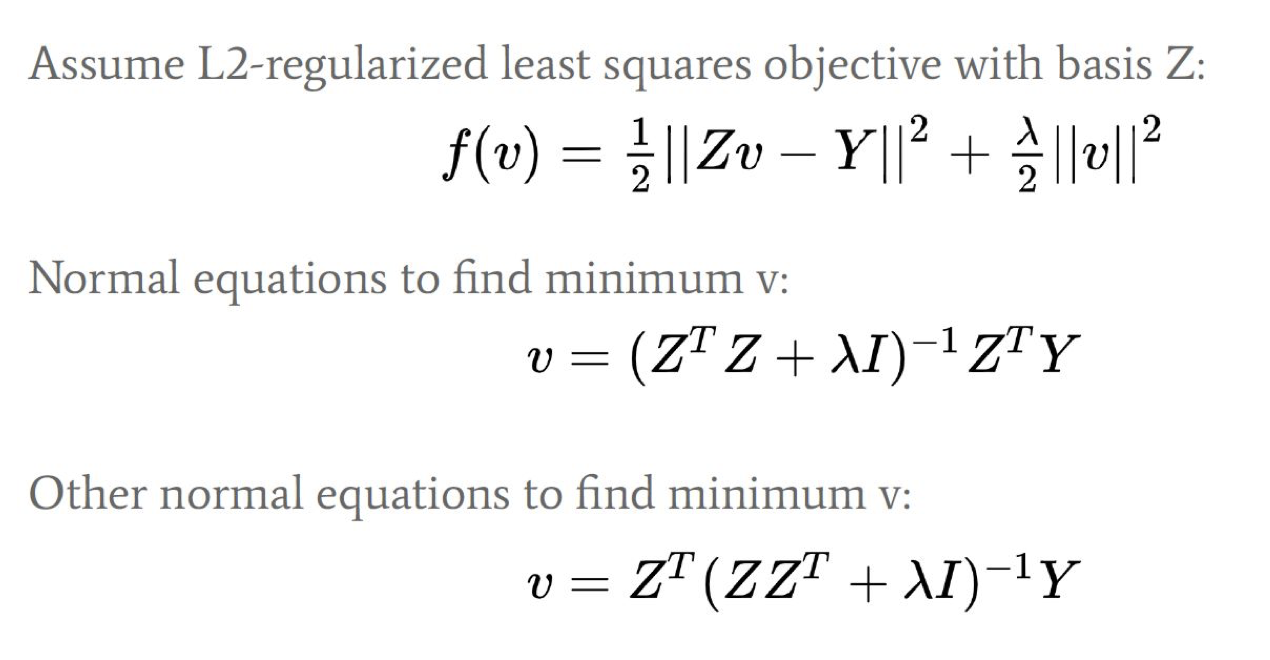 Assume L2-regularized least squares objective with basis Z:
f(v) = ½||Zv − Y||² + λ/2||v||²
Normal equations to find minimum v:
v = (ZᵀZ + λI)⁻¹ZᵀY
Other normal equations to find minimum v:
v = Zᵀ(ZZᵀ + λI)⁻¹Y